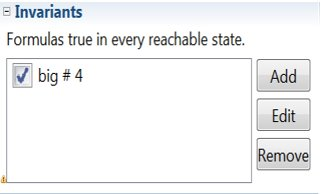 Invariants
Formulas true in every reachable state.
big # 4
Add
Edit
Remove